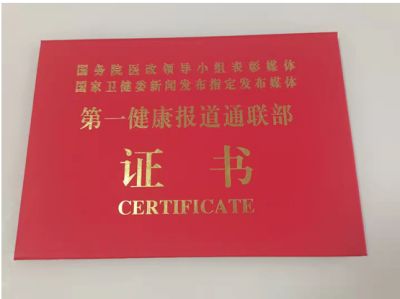 国务院医改领导小组表彰媒体
国家卫健委新闻发布指定发布媒体
第一健康报道通联部
证书
CERTIFICATE